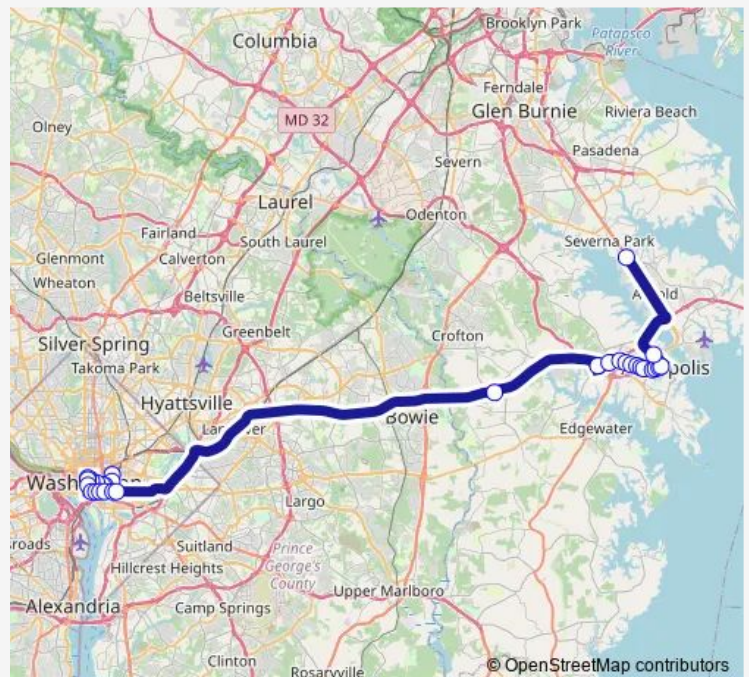 Brooklyn Park
Columbia
Patapsco
River
Ferndale
Glen Burnie
Riviera Beach
MD 32
Olney
Pasadena
Severn
Laurel
Odenton
Fairland
South Laurel
Severna Park
Glenmont
Calverton
Wheaton
Beltsville
Crofton
Greenbelt
Silver Spring
Takoma Park
Hyattsville
Bowie
Edgewater
Largo
Suitland
Prince
George's
County
Hillcrest Heights
Upper Marlboro
Alexandria
Camp Springs
Clinton
Rosaryville
© OpenStreetMap contributors